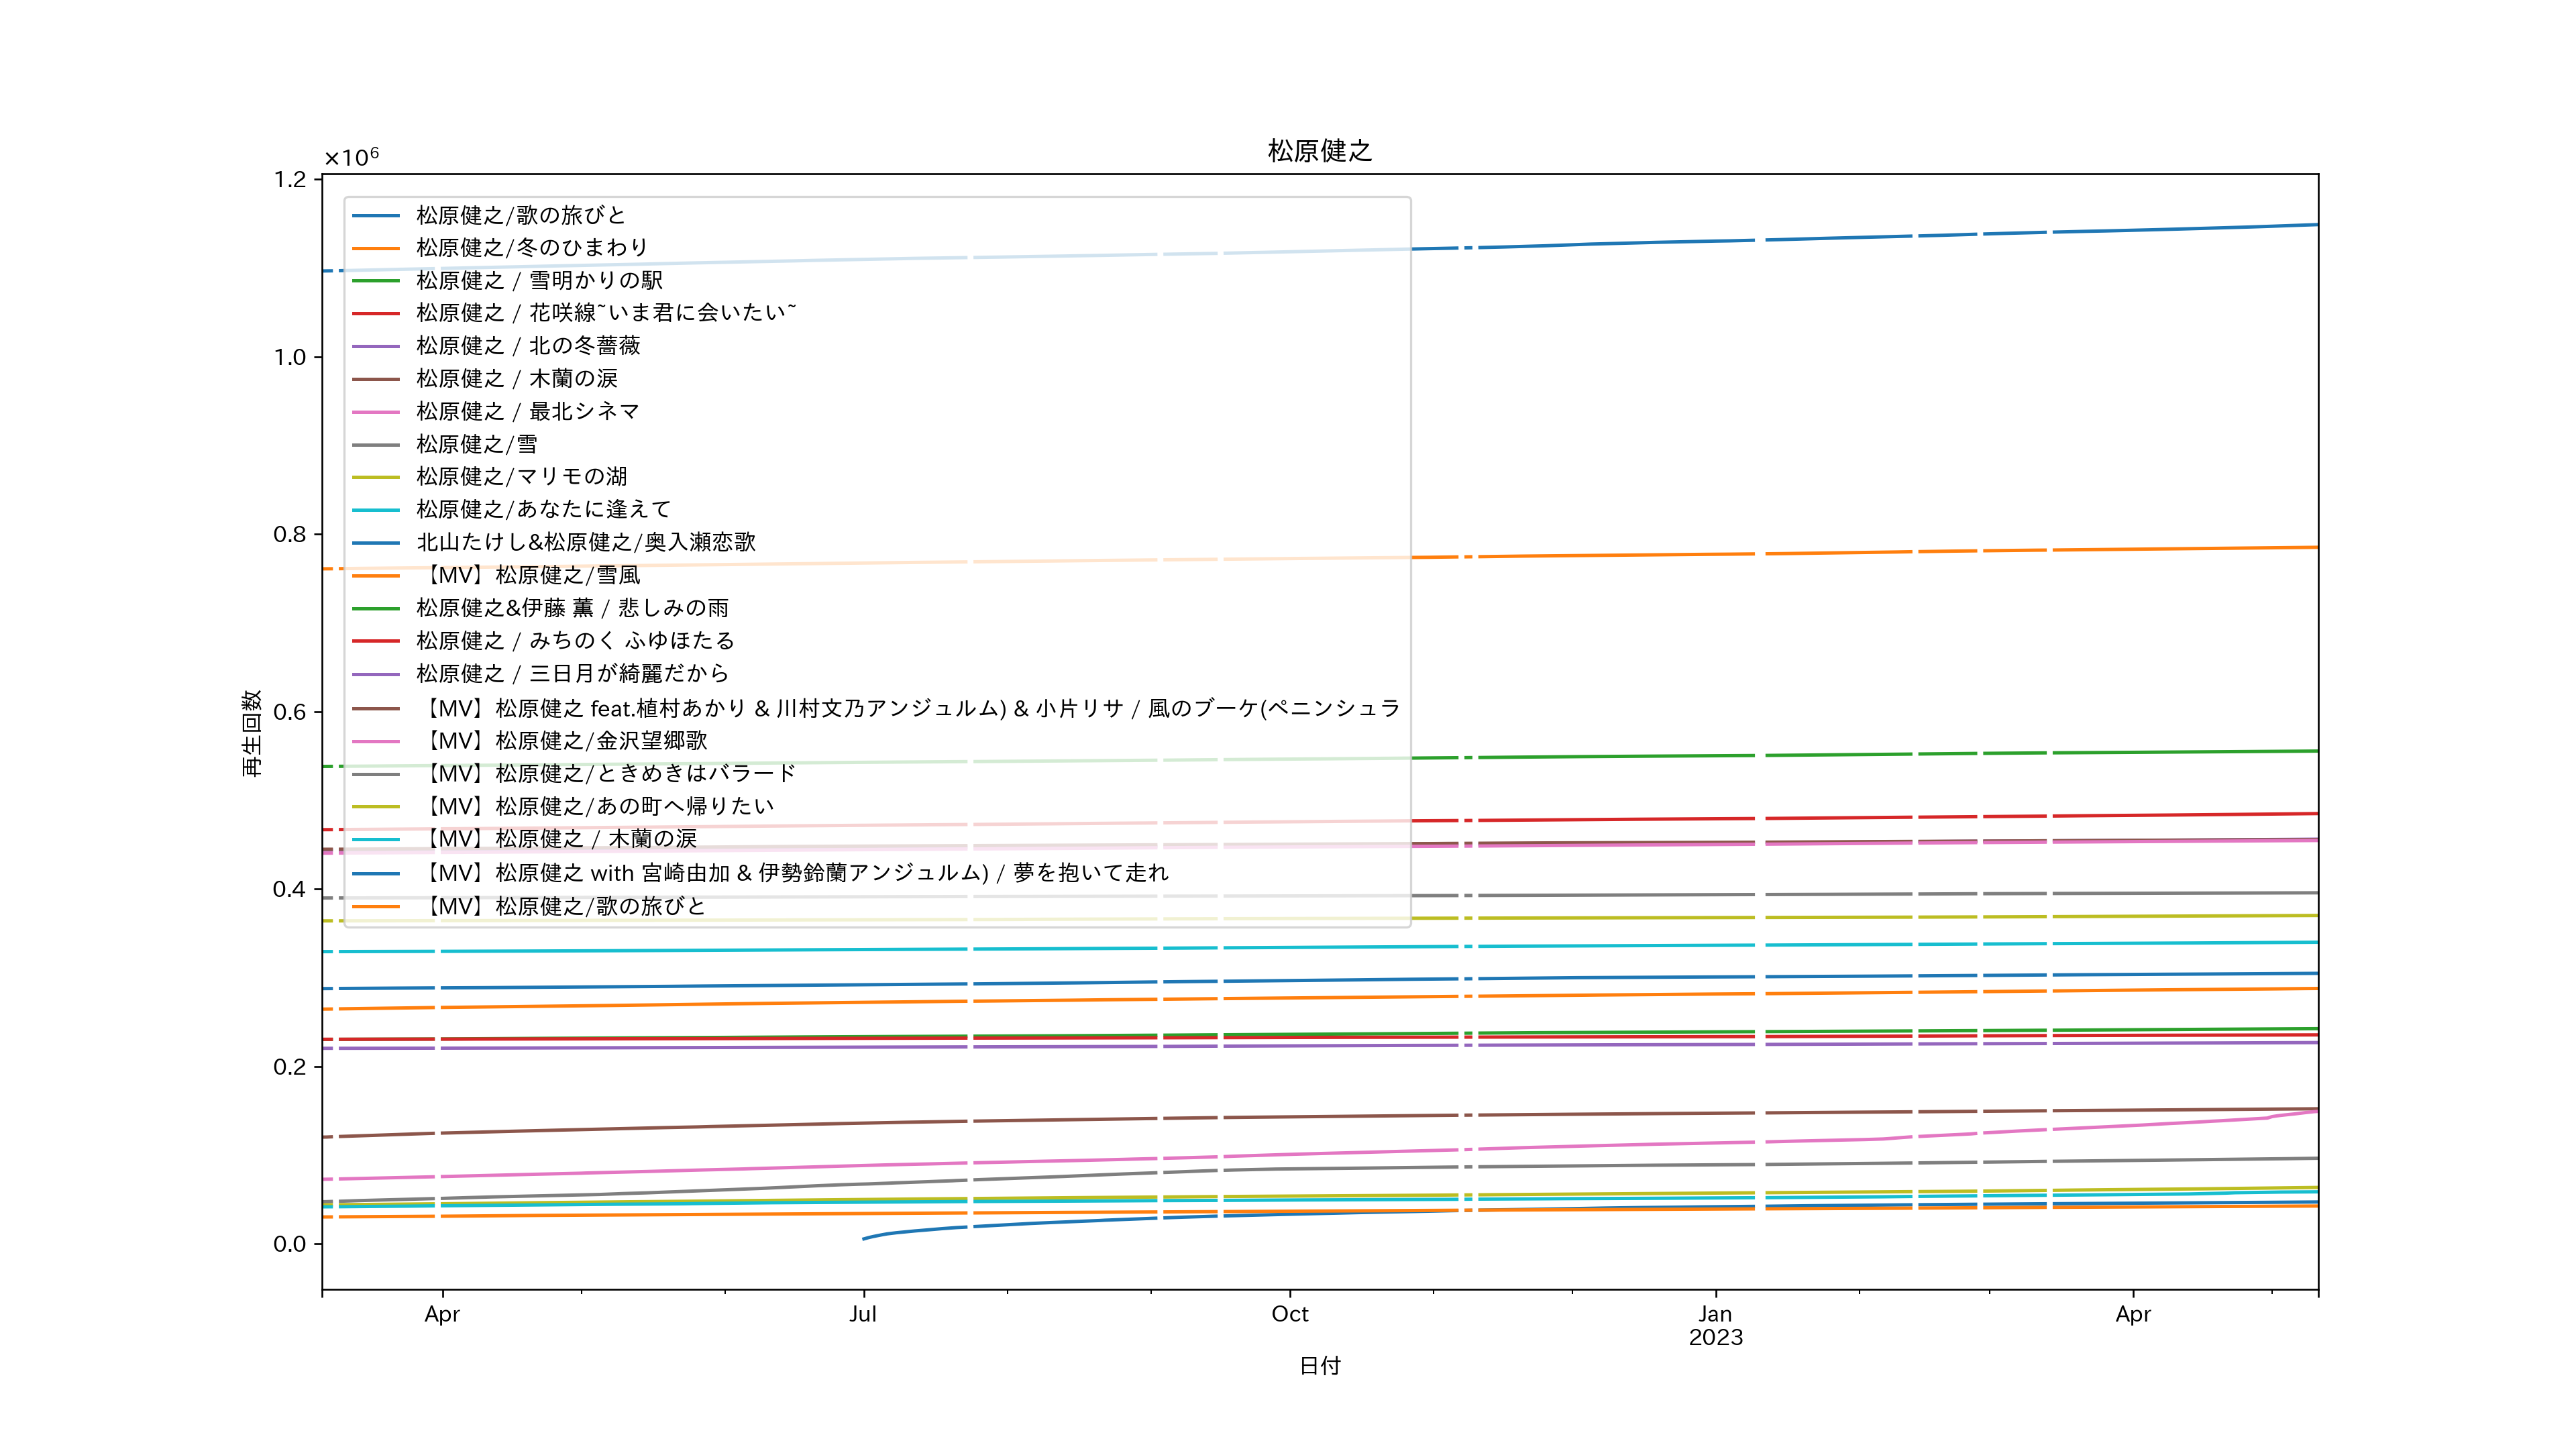 松原健之
×10⁶
1.2
1.0
0.8
0.6
0.4
0.2
0.0
再生回数
松原健之/歌の旅びと
松原健之/冬のひまわり
松原健之 / 雪明かりの駅
松原健之 / 花咲線~いま君に会いたい~
松原健之 / 北の冬薔薇
松原健之 / 木蘭の涙
松原健之 / 最北シネマ
松原健之/雪
松原健之/マリモの湖
松原健之/あなたに逢えて
北山たけし&松原健之/奥入瀬恋歌
【MV】松原健之/雪風
松原健之&伊藤 薫 / 悲しみの雨
松原健之 / みちのく ふゆほたる
松原健之 / 三日月が綺麗だから
【MV】松原健之 feat.植村あかり & 川村文乃アンジュルム) & 小片リサ / 風のブーケ(ペニンシュラ
【MV】松原健之/金沢望郷歌
【MV】松原健之/ときめきはバラード
【MV】松原健之/あの町へ帰りたい
【MV】松原健之 / 木蘭の涙
【MV】松原健之 with 宮崎由加 & 伊勢鈴蘭アンジュルム) / 夢を抱いて走れ
【MV】松原健之/歌の旅びと
Apr
Jul
Oct
Jan
2023
Apr
日付